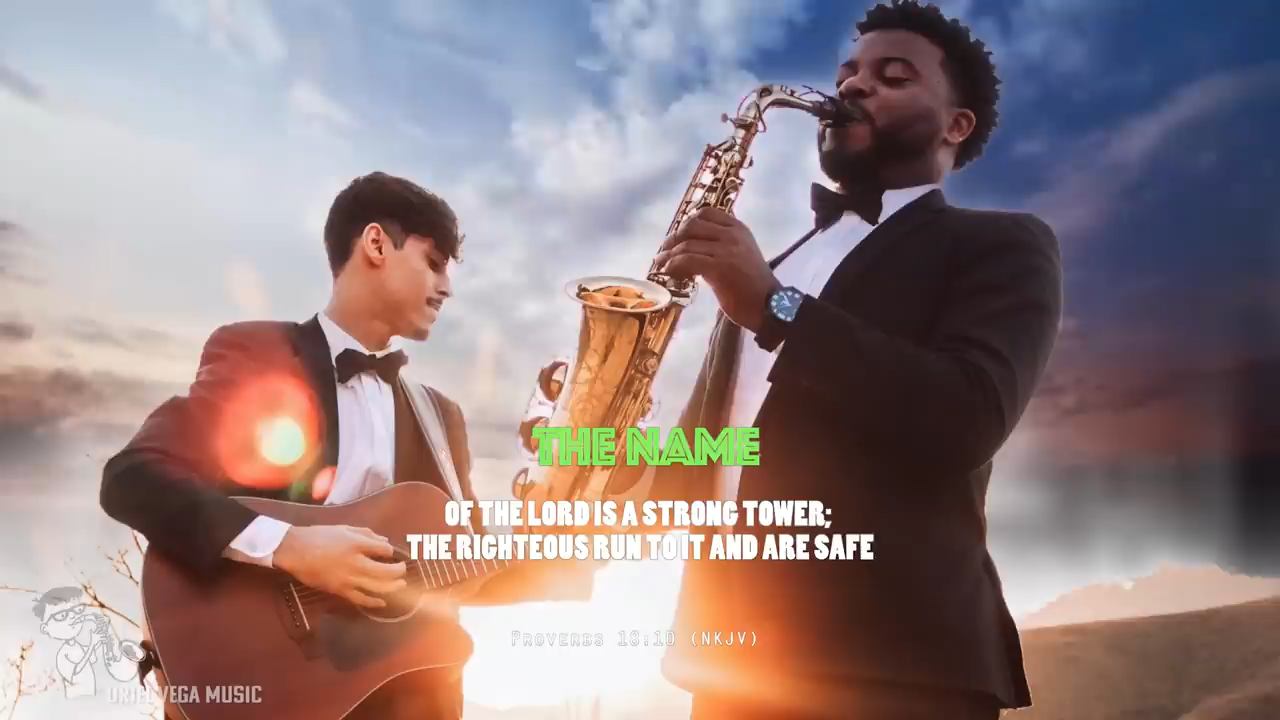 THE NAME
OF THE LORD IS A STRONG TOWER;
THE RIGHTEOUS RUN TO IT AND ARE SAFE
PROVERBS 18:10 (NKJV)
URIEL VEGA MUSIC